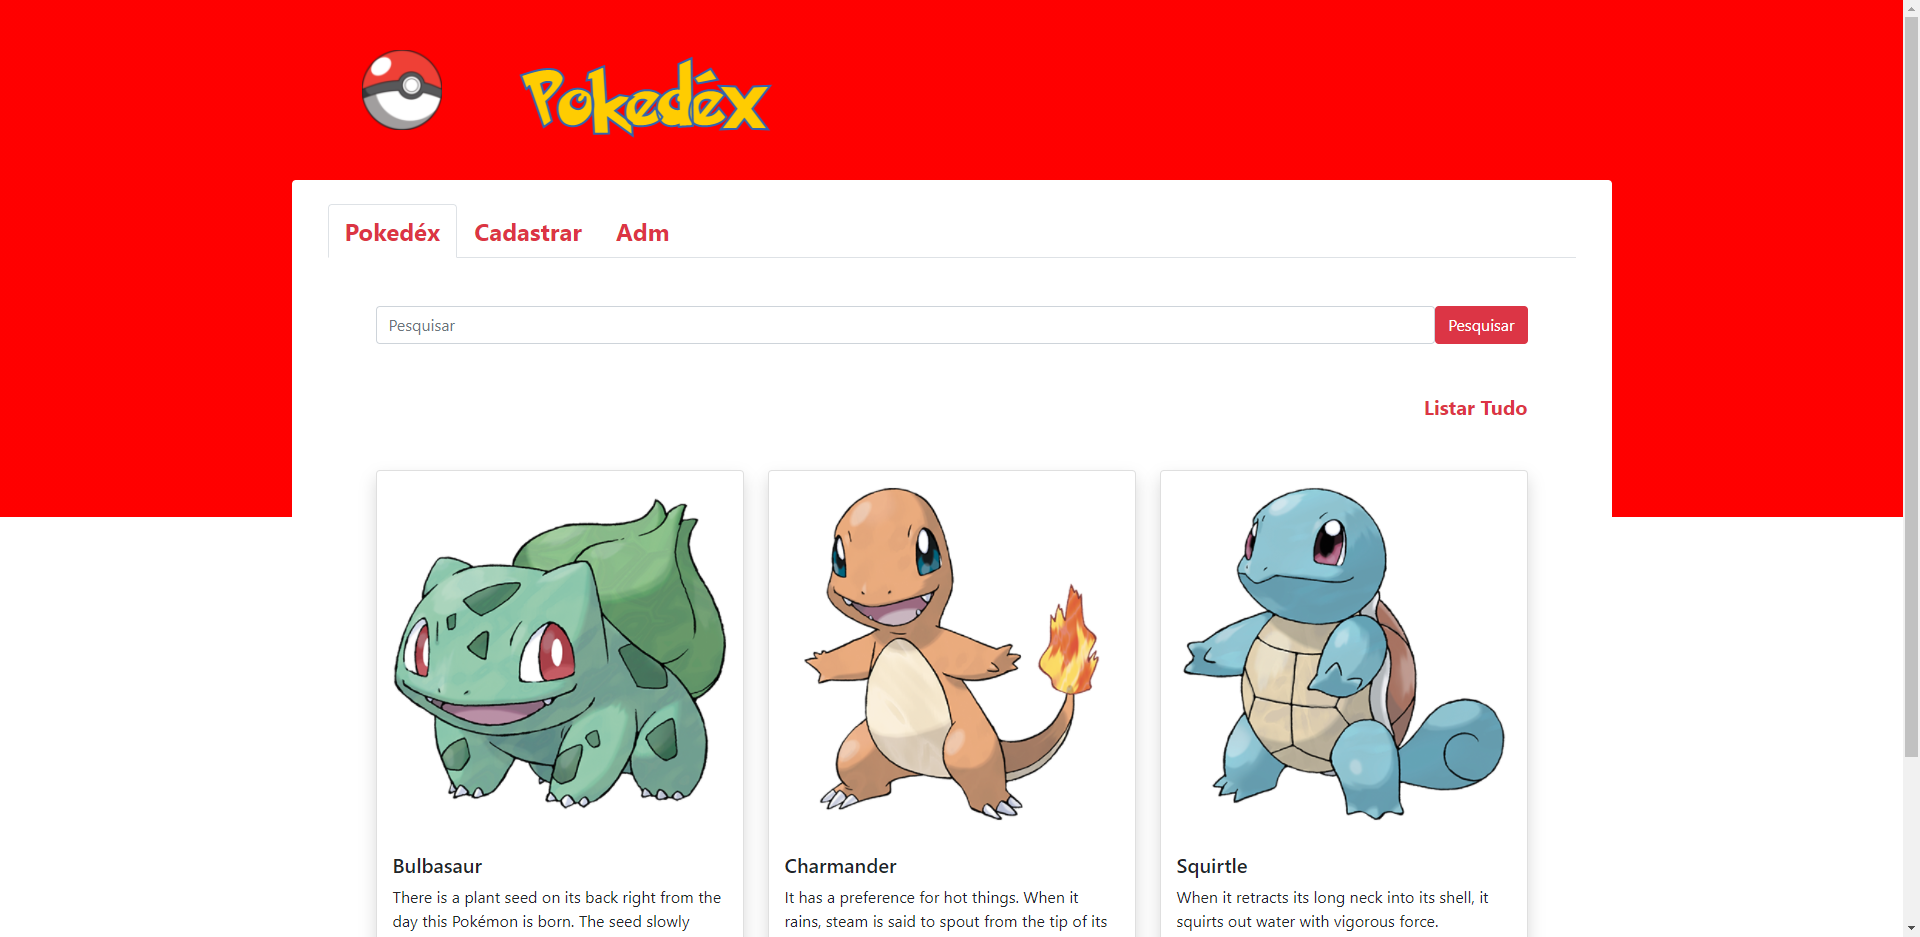 Pokedéx
Pokedéx Cadastrar Adm
Pesquisar Pesquisar
Listar Tudo
Bulbasaur
There is a plant seed on its back right from the
day this Pokémon is born. The seed slowly
Charmander
It has a preference for hot things. When it
rains, steam is said to spout from the tip of its
Squirtle
When it retracts its long neck into its shell, it
squirts out water with vigorous force.